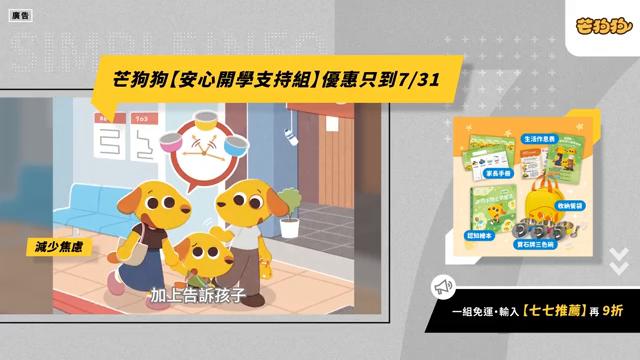 廣告
芒狗狗
芒狗狗【安心開學支持組】優惠只到7/31
減少焦慮
加上告訴孩子
生活作息表
家長手冊
收納餐袋
認知繪本
寶石牌三色碗
一組免運・輸入【七七推薦】再 9折